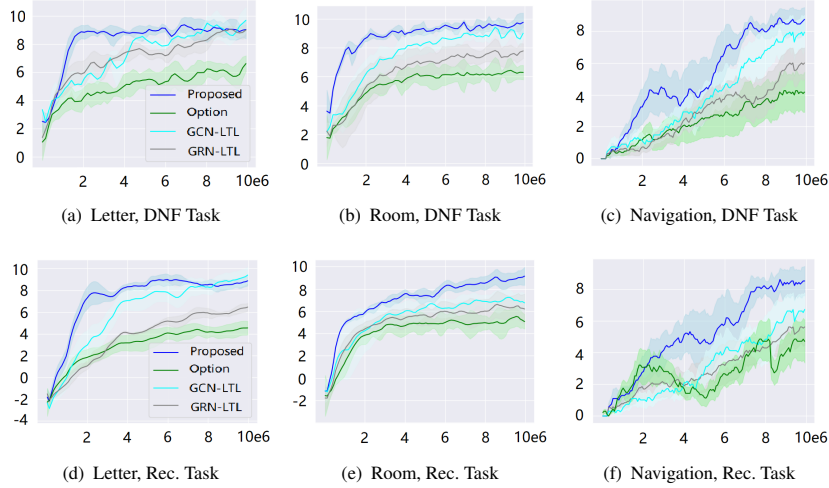 10
8
6
4
2
0
Proposed
Option
GCN-LTL
GRN-LTL
2 4 6 8 10e6
(a) Letter, DNF Task
10
8
6
4
2
0
2 4 6 8 10e6
(b) Room, DNF Task
8
6
4
2
0
2 4 6 8 10e6
(c) Navigation, DNF Task
10
8
6
4
2
0
-2
-4
Proposed
Option
GCN-LTL
GRN-LTL
2 4 6 8 10e6
(d) Letter, Rec. Task
10
8
6
4
2
0
-2
2 4 6 8 10e6
(e) Room, Rec. Task
8
6
4
2
0
2 4 6 8 10e6
(f) Navigation, Rec. Task